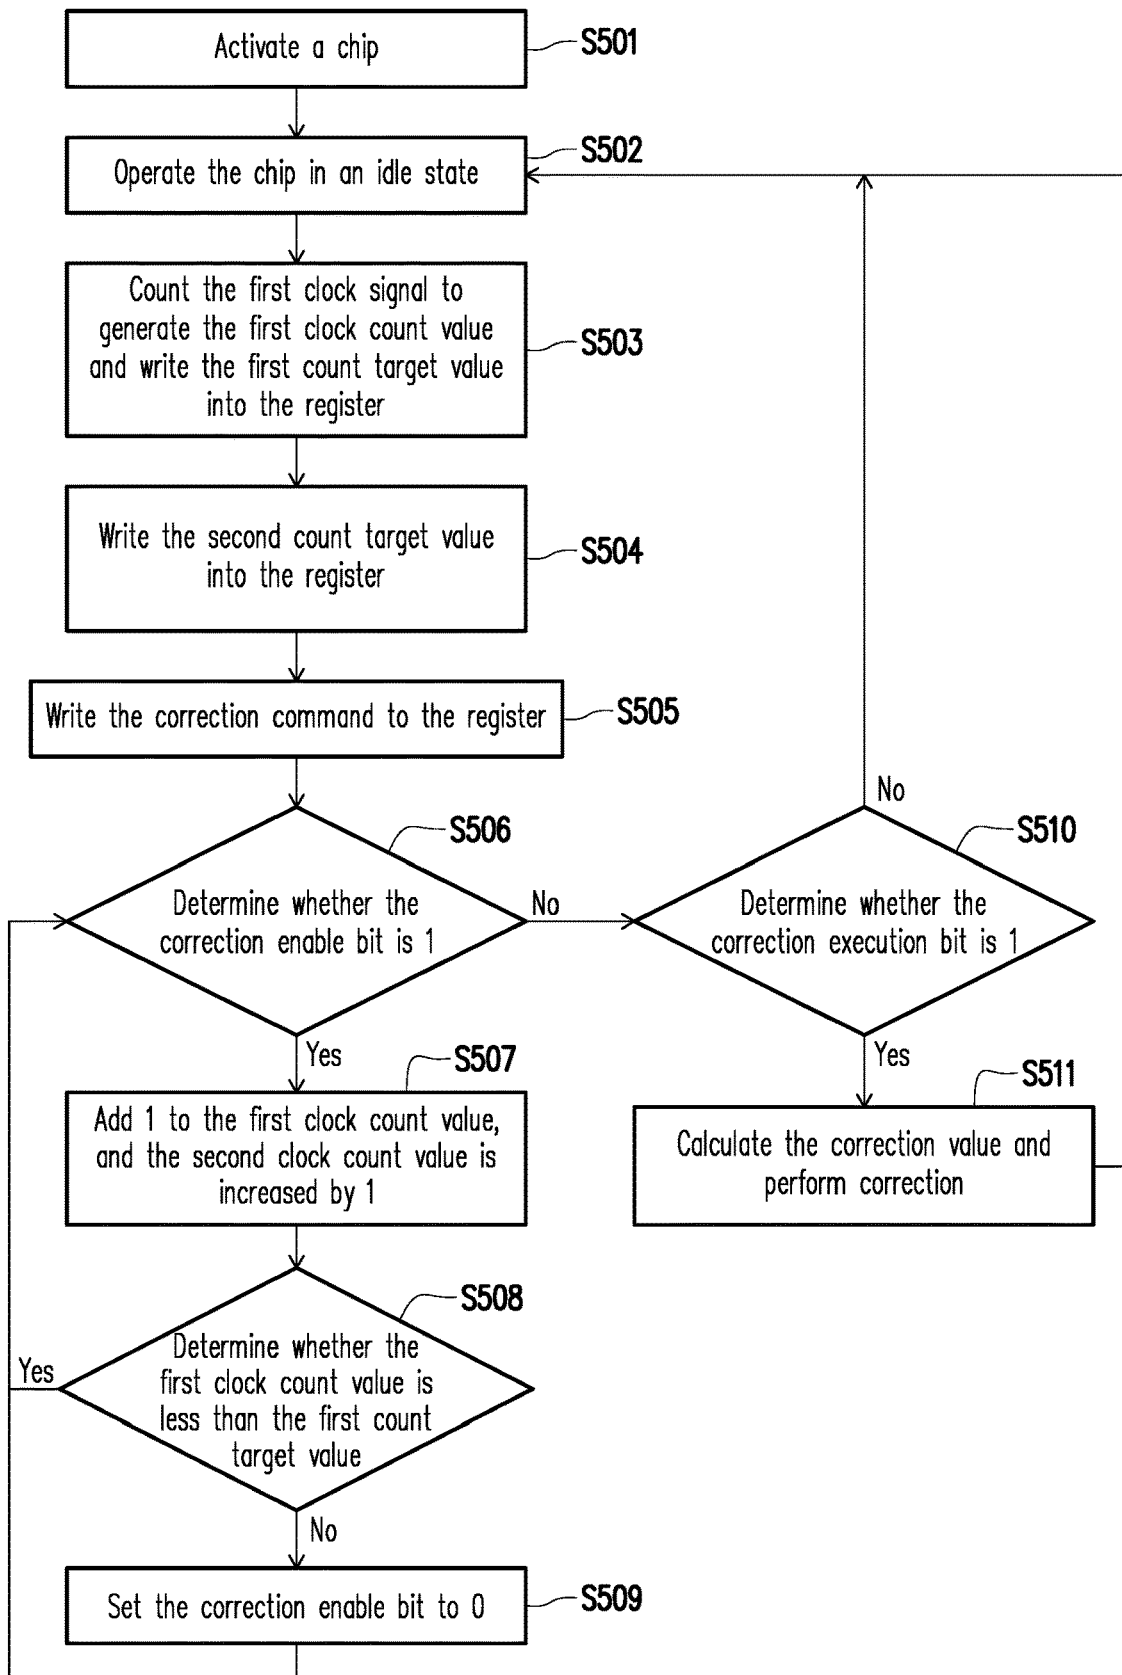 Activate a chip
S501
Operate the chip in an idle state
S502
Count the first clock signal to
generate the first clock count value
and write the first count target value
into the register
S503
Write the second count target value
into the register
S504
Write the correction command to the register
S505
S506
Determine whether the
correction enable bit is 1
No
Yes
No
S510
Determine whether the
correction execution bit is 1
Yes
S507
Add 1 to the first clock count value,
and the second clock count value is
increased by 1
S511
Calculate the correction value and
perform correction
S508
Determine whether the
first clock count value is
less than the first count
target value
Yes
No
Set the correction enable bit to 0
S509